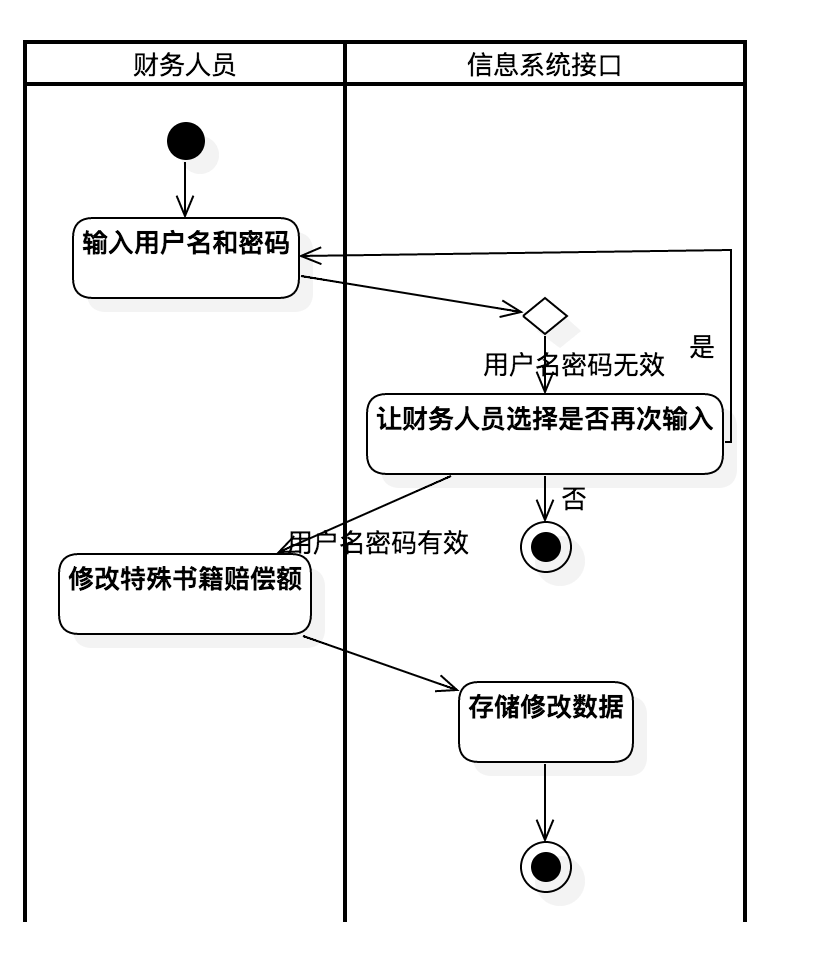 财务人员
信息系统接口
输入用户名和密码
是
用户名密码无效
让财务人员选择是否再次输入
否
用户名密码有效
修改特殊书籍赔偿额
存储修改数据